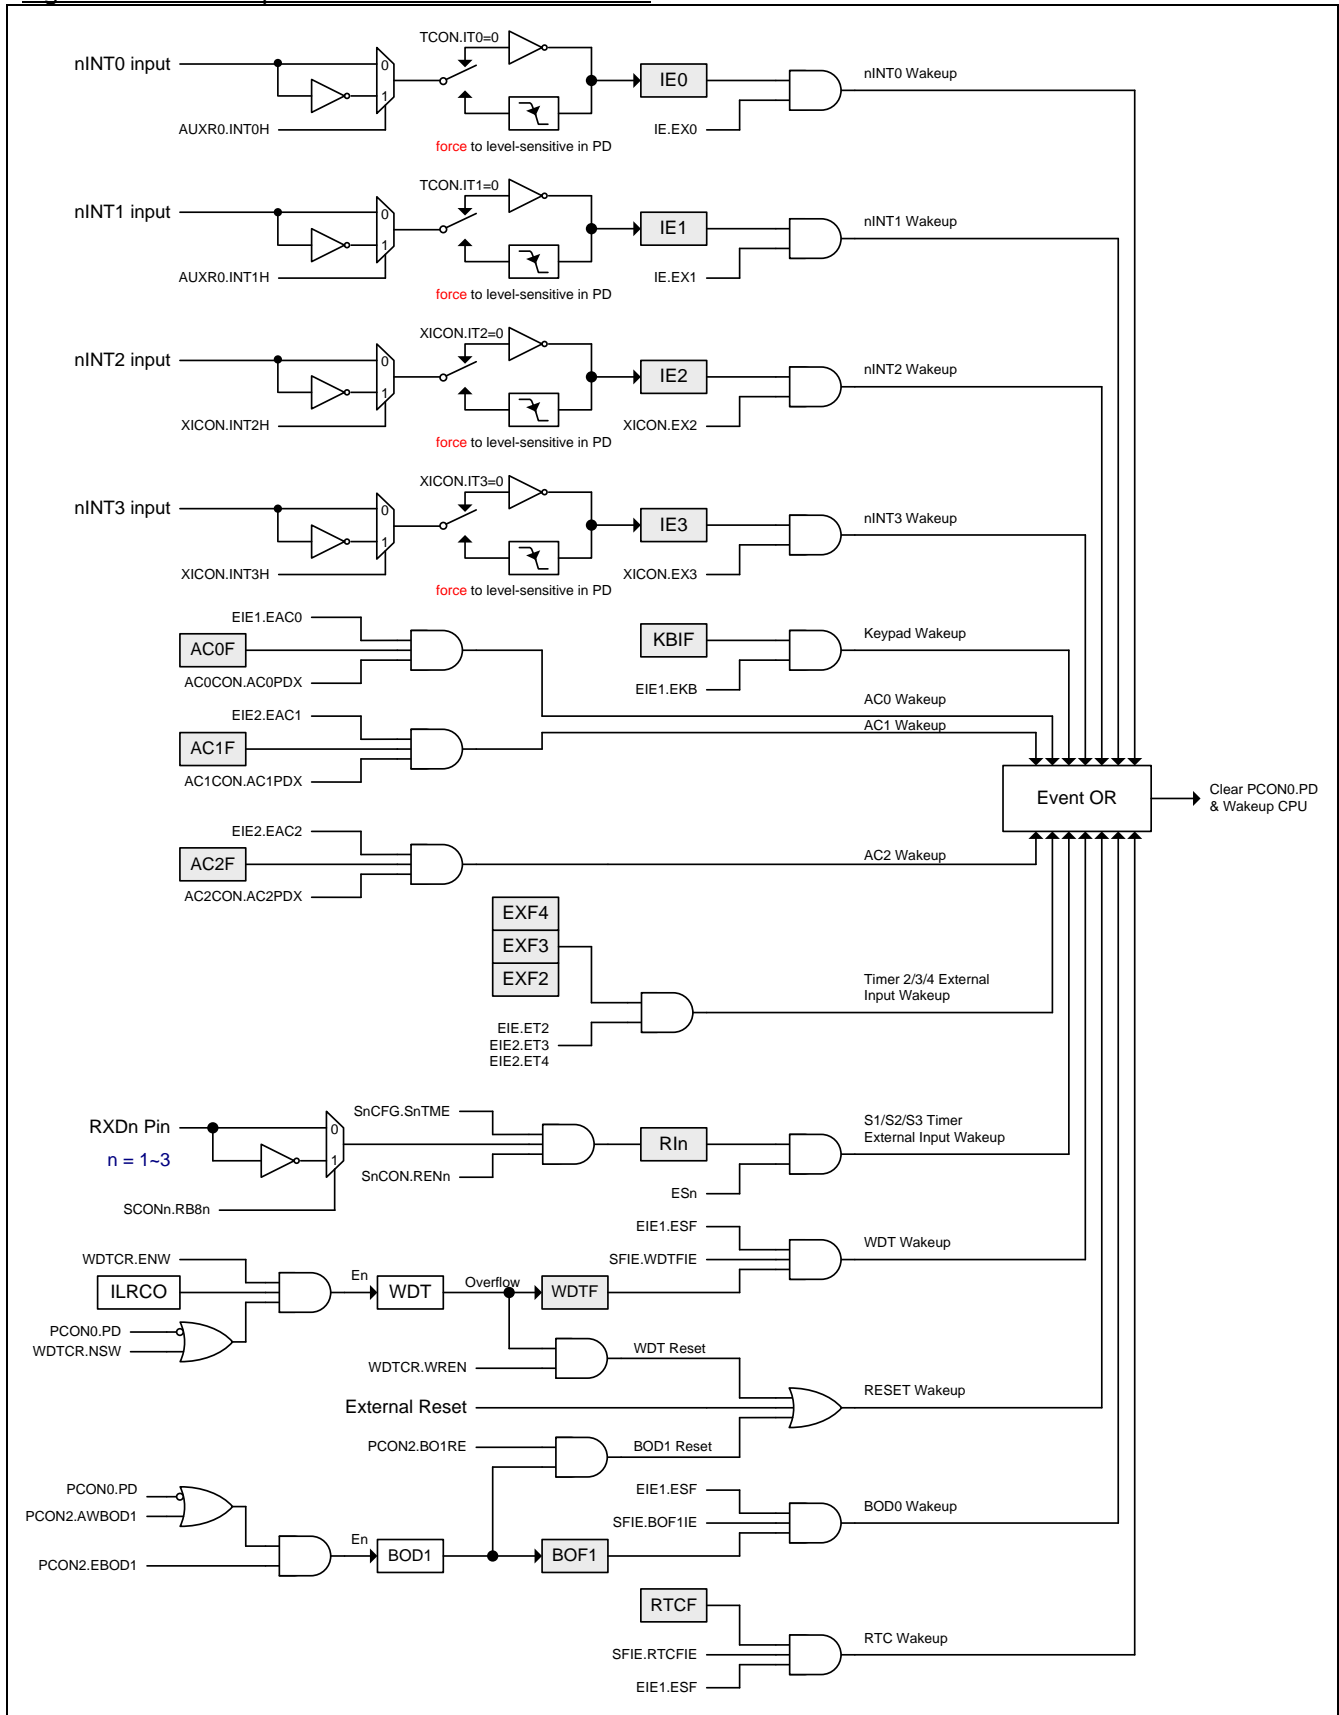 TCON.IT0=0
nINT0 input
0
1
AUXR0.INT0H
force to level-sensitive in PD
IE0
IE.EX0
nINT0 Wakeup
TCON.IT1=0
nINT1 input
0
1
AUXR0.INT1H
force to level-sensitive in PD
IE1
IE.EX1
nINT1 Wakeup
XICON.IT2=0
nINT2 input
0
1
XICON.INT2H
force to level-sensitive in PD
IE2
XICON.EX2
nINT2 Wakeup
XICON.IT3=0
nINT3 input
0
1
XICON.INT3H
force to level-sensitive in PD
IE3
XICON.EX3
nINT3 Wakeup
EIE1.EAC0
AC0F
AC0CON.AC0PDX
KBIF
EIE1.EKB
Keypad Wakeup
AC0 Wakeup
EIE2.EAC1
AC1F
AC1CON.AC1PDX
AC1 Wakeup
Event OR
Clear PCON0.PD
& Wakeup CPU
EIE2.EAC2
AC2F
AC2CON.AC2PDX
AC2 Wakeup
EXF4
EXF3
EXF2
EIE.ET2
EIE2.ET3
EIE2.ET4
Timer 2/3/4 External
Input Wakeup
RXDn Pin
n = 1~3
0
1
SCONn.RB8n
SnCFG.SnTME
SnCON.RENn
RIn
ESn
S1/S2/S3 Timer
External Input Wakeup
WDTCR.ENW
ILRCO
PCON0.PD
WDTCR.NSW
En
WDT
Overflow
WDTF
EIE1.ESF
SFIE.WDTFIE
WDT Wakeup
WDTCR.WREN
WDT Reset
External Reset
RESET Wakeup
PCON2.BO1RE
BOD1 Reset
PCON0.PD
PCON2.AWBOD1
PCON2.EBOD1
En
BOD1
BOF1
EIE1.ESF
SFIE.BOF1IE
BOD0 Wakeup
RTCF
SFIE.RTCFIE
EIE1.ESF
RTC Wakeup